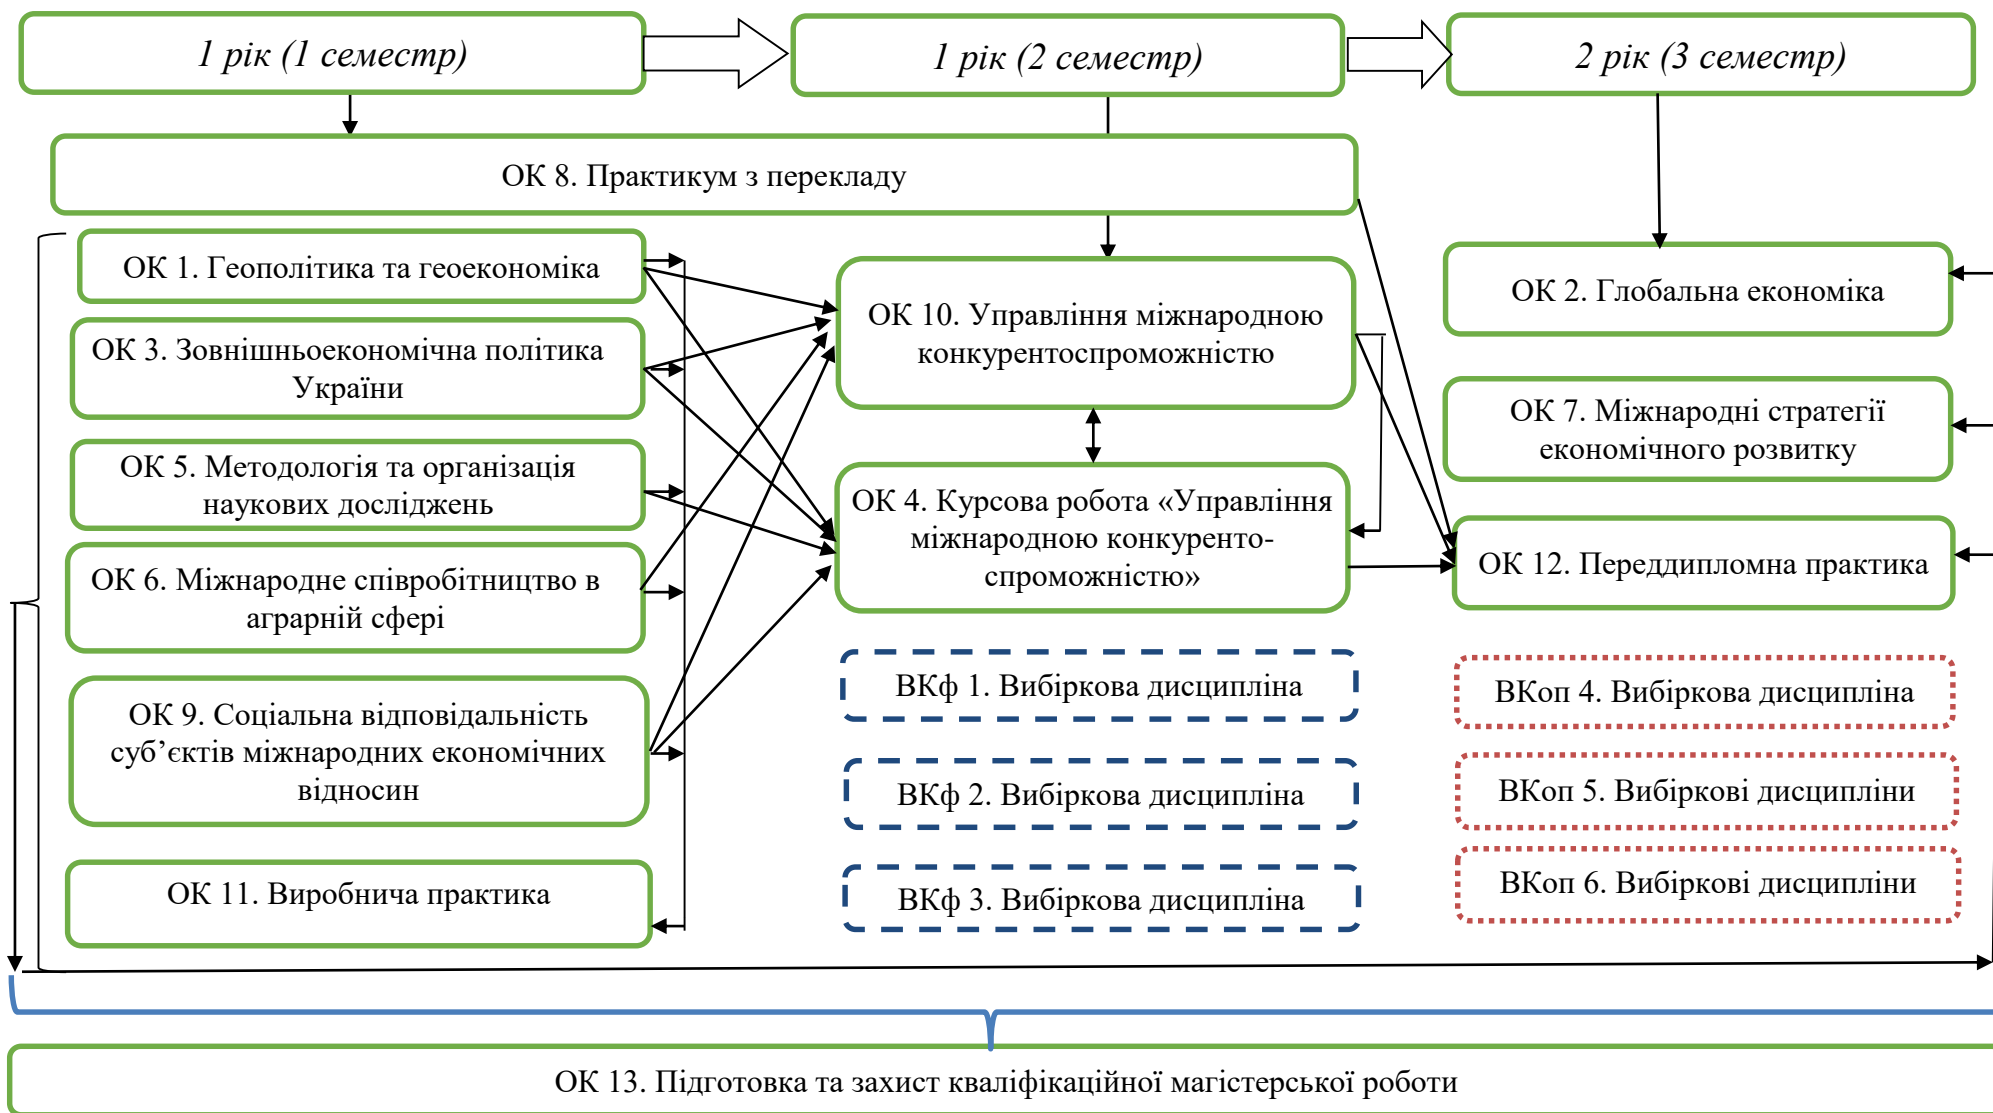 1 рік (1 семестр)
1 рік (2 семестр)
2 рік (3 семестр)
ОК 8. Практикум з перекладу
ОК 1. Геополітика та геоекономіка
ОК 3. Зовнішньоекономічна політика
України
ОК 5. Методологія та організація
наукових досліджень
ОК 6. Міжнародне співробітництво в
аграрній сфері
ОК 9. Соціальна відповідальність
суб’єктів міжнародних економічних
відносин
ОК 11. Виробнича практика
ОК 10. Управління міжнародною
конкурентоспроможністю
ОК 4. Курсова робота «Управління
міжнародною конкуренто-
спроможністю»
ВКф 1. Вибіркова дисципліна
ВКф 2. Вибіркова дисципліна
ВКф 3. Вибіркова дисципліна
ОК 2. Глобальна економіка
ОК 7. Міжнародні стратегії
економічного розвитку
ОК 12. Переддипломна практика
ВКоп 4. Вибіркова дисципліна
ВКоп 5. Вибіркові дисципліни
ВКоп 6. Вибіркові дисципліни
ОК 13. Підготовка та захист кваліфікаційної магістерської роботи